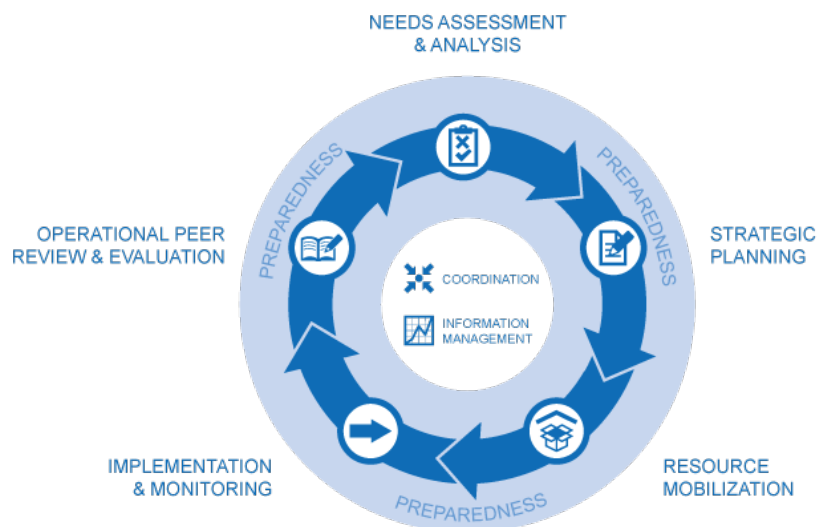 NEEDS ASSESSMENT
& ANALYSIS
PREPAREDNESS
PREPAREDNESS
OPERATIONAL PEER
REVIEW & EVALUATION
STRATEGIC
PLANNING
COORDINATION
INFORMATION
MANAGEMENT
IMPLEMENTATION
& MONITORING
RESOURCE
MOBILIZATION
PREPAREDNESS